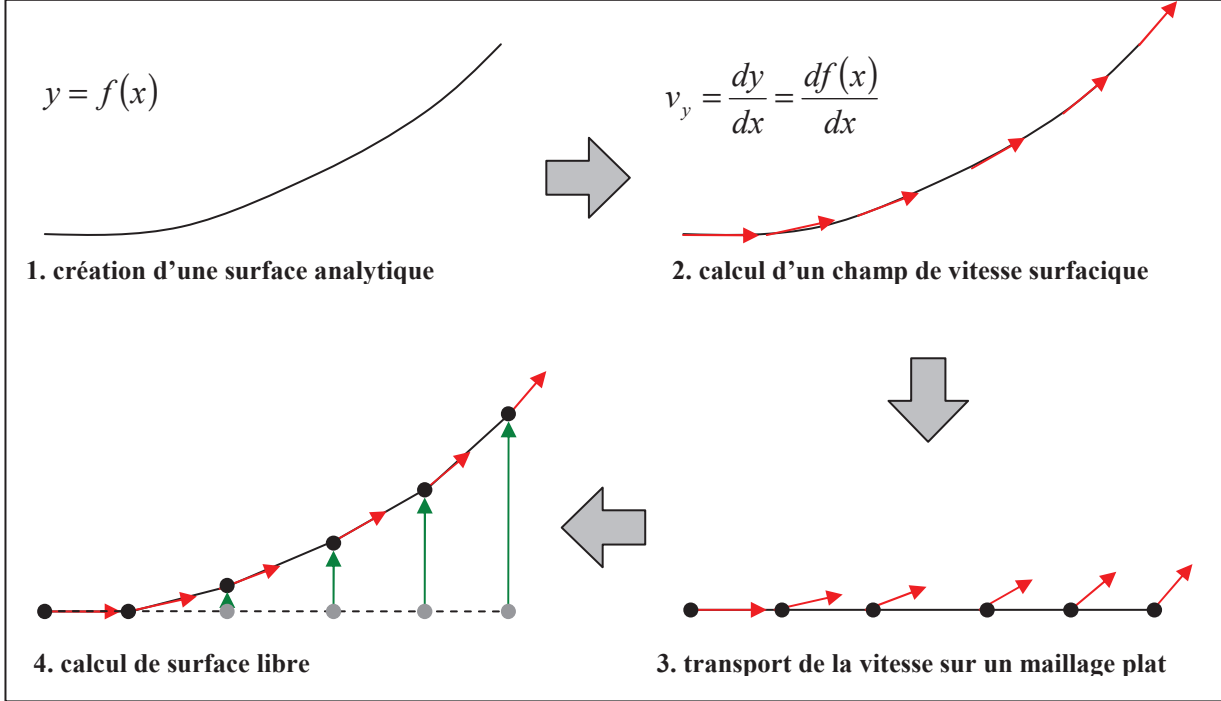 y = f(x)
1. création d'une surface analytique
v_y = dy/dx = df(x)/dx
2. calcul d'un champ de vitesse surfacique
4. calcul de surface libre
3. transport de la vitesse sur un maillage plat